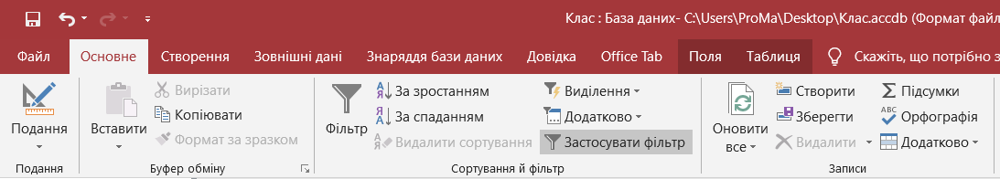 Клас : База даних- C:\Users\ProMa\Desktop\Клас.accdb (Формат файл
Файл Основне Створення Зовнішні дані Знаряддя бази даних Довідка Office Tab Поля Таблиця Скажіть, що потрібно з
Подання
Подання
Вставити
Вирізати
Копіювати
Формат за зразком
Буфер обміну
Фільтр
За зростанням
За спаданням
Видалити сортування
Виділення
Додатково
Застосувати фільтр
Сортування й фільтр
Оновити
все
Створити
Зберегти
Видалити
Підсумки
Орфографія
Додатково
Записи